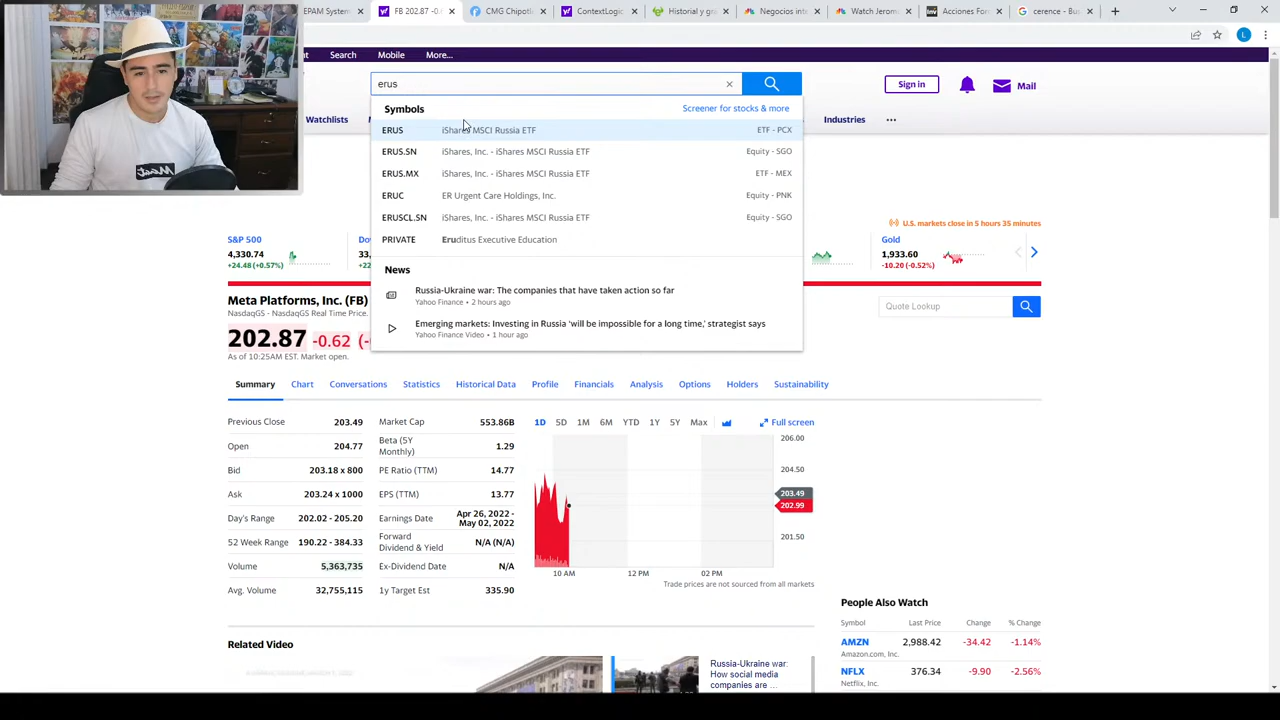 EPAM System
FB 202.87 -0.
CMG Chipotl
ContextLogic
Historial y gr
Negocios inte
Watch Jerom
Inv
Acciones For
cerence - Bu
L
nt
Search
Mobile
More...
erus
Sign in
Mail
Watchlists
Industries
Symbols
Screener for stocks & more
ERUS iShares MSCI Russia ETF ETF - PCX
ERUS.SN iShares, Inc. - iShares MSCI Russia ETF Equity - SGO
ERUS.MX iShares, Inc. - iShares MSCI Russia ETF ETF - MEX
ERUC ER Urgent Care Holdings, Inc. Equity - PNK
ERUSCL.SN iShares, Inc. - iShares MSCI Russia ETF Equity - SGO
PRIVATE Eruditus Executive Education
News
Russia-Ukraine war: The companies that have taken action so far
Yahoo Finance • 2 hours ago
Emerging markets: Investing in Russia 'will be impossible for a long time,' strategist says
Yahoo Finance Video • 1 hour ago
U.S. markets close in 5 hours 35 minutes
S&P 500
4,330.74
+24.48 (+0.57%)
Do
33,
+22
Gold
1,933.60
-10.20 (-0.52%)
Meta Platforms, Inc. (FB)
NasdaqGS - NasdaqGS Real Time Price.
202.87 -0.62 (-
As of 10:25AM EST. Market open.
Quote Lookup
Summary Chart Conversations Statistics Historical Data Profile Financials Analysis Options Holders Sustainability
Previous Close 203.49
Open 204.77
Bid 203.18 x 800
Ask 203.24 x 1000
Day's Range 202.02 - 205.20
52 Week Range 190.22 - 384.33
Volume 5,363,735
Avg. Volume 32,755,115
Market Cap 553.86B
Beta (5Y
Monthly) 1.29
PE Ratio (TTM) 14.77
EPS (TTM) 13.77
Earnings Date Apr 26, 2022 -
May 02, 2022
Forward
Dividend & Yield N/A (N/A)
Ex-Dividend Date N/A
1y Target Est 335.90
1D 5D 1M 6M YTD 1Y 5Y Max
Full screen
206.00
204.50
203.49
202.99
201.50
10 AM 12 PM 02 PM
Trade prices are not sourced from all markets
People Also Watch
Symbol Last Price Change % Change
AMZN 2,988.42 -34.42 -1.14%
Amazon.com, Inc.
NFLX 376.34 -9.90 -2.56%
Netflix, Inc.
Related Video
Russia-Ukraine war:
How social media
companies are ...